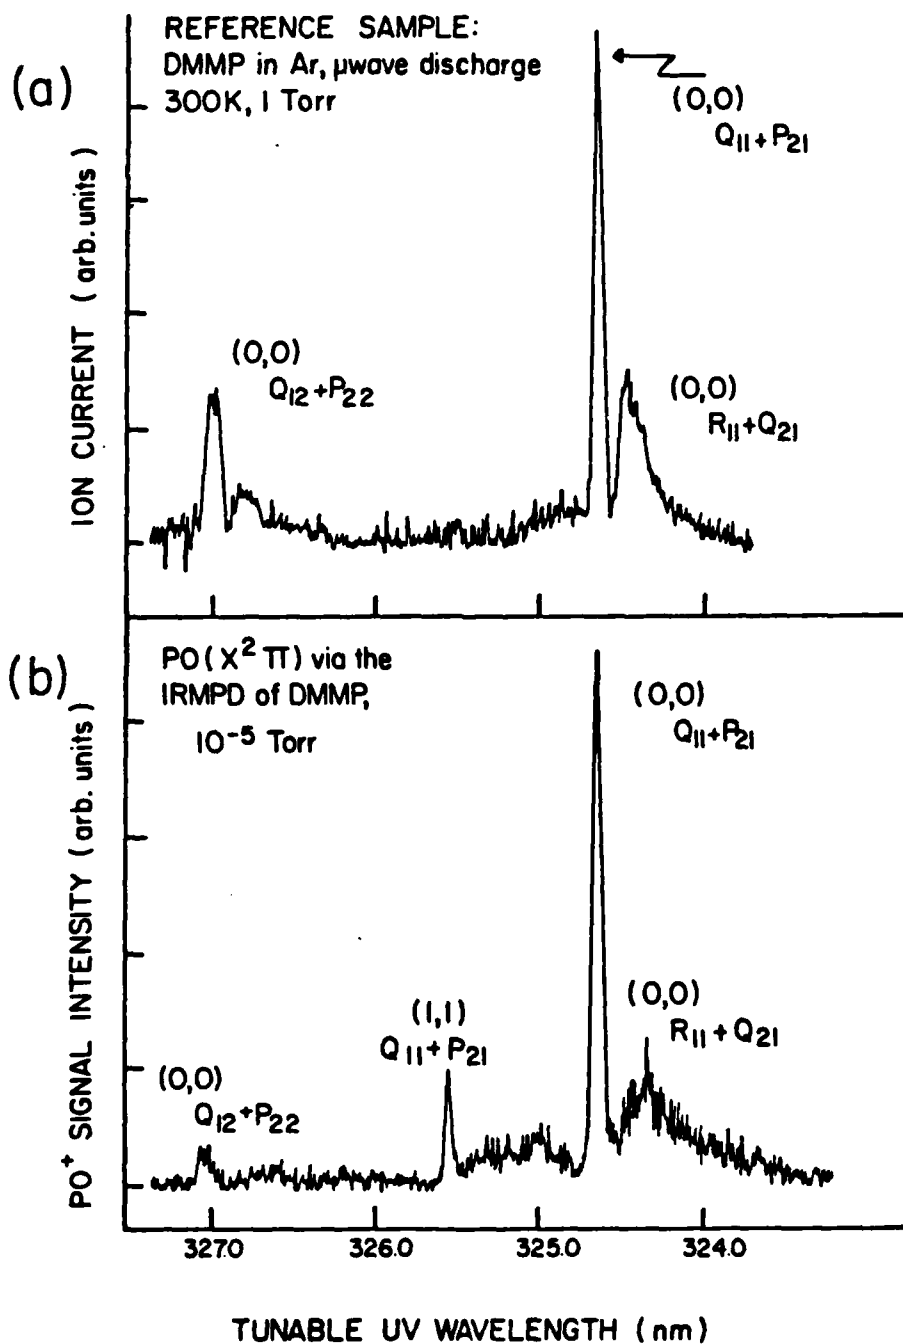 (a)
REFERENCE SAMPLE:
DMMP in Ar, μwave discharge
300K, 1 Torr
(0,0)
Q11+P21
(0,0)
Q12+P22
(0,0)
R11+Q21
ION CURRENT (arb. units)
(b)
PO(X²Π) via the
IRMPD of DMMP,
10⁻⁵ Torr
(0,0)
Q11+P21
(1,1)
Q11+P21
(0,0)
R11+Q21
(0,0)
Q12+P22
PO⁺ SIGNAL INTENSITY (arb. units)
327.0 326.0 325.0 324.0
TUNABLE UV WAVELENGTH (nm)